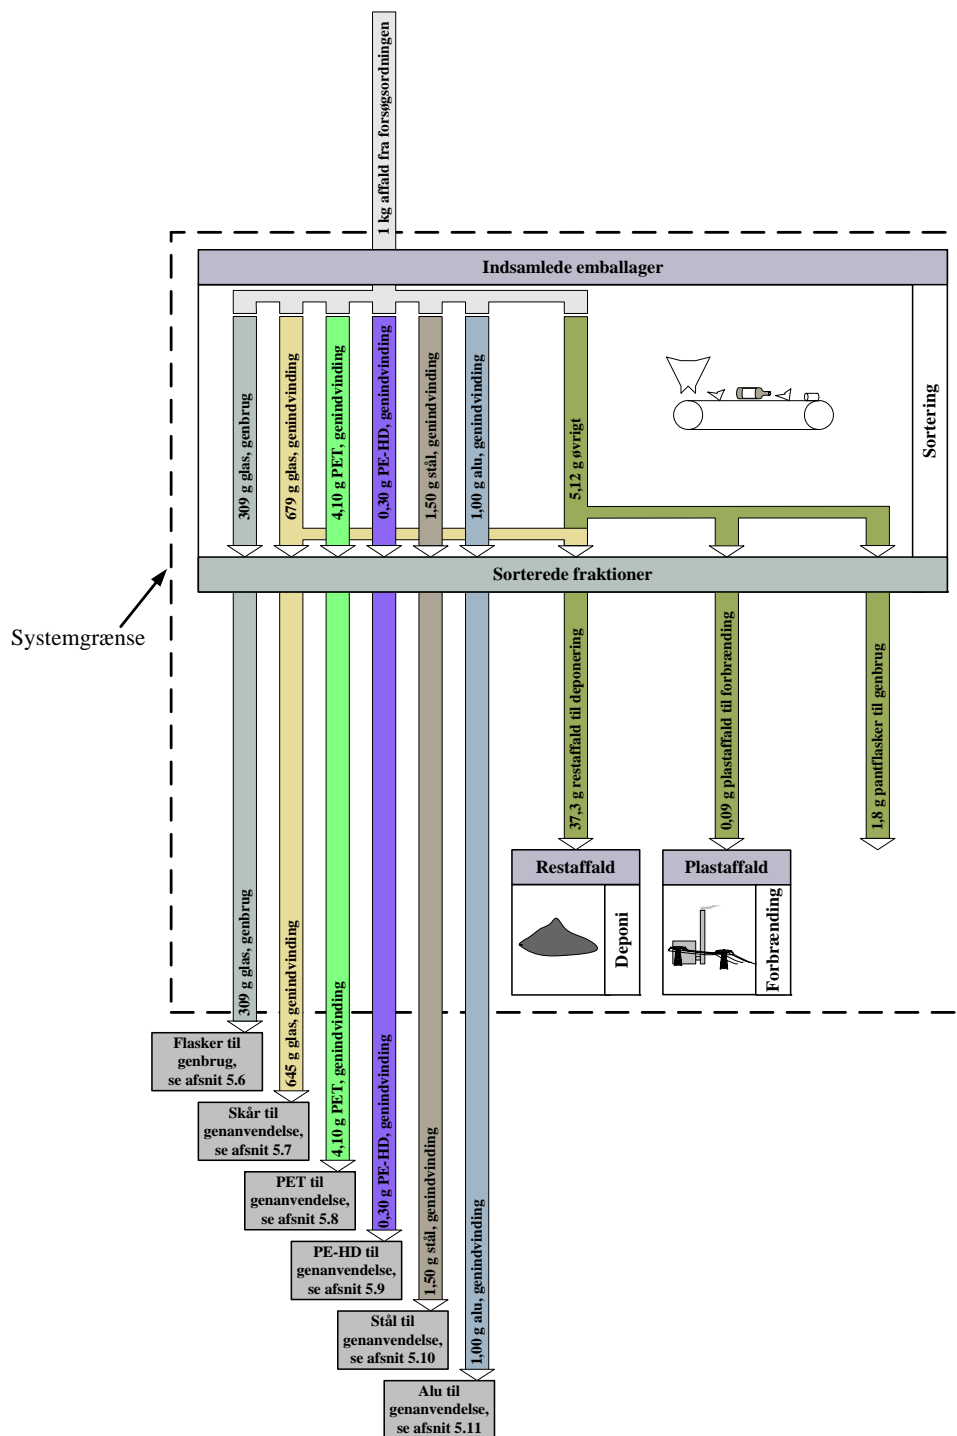 1 kg affald fra forsøgsordningen
Indsamlede emballager
309 g glas, genbrug
679 g glas, genindvinding
4,10 g PET, genindvinding
0,30 g PE-HD, genindvinding
1,50 g stål, genindvinding
1,00 g alu, genindvinding
5,12 g øvrigt
Sortering
Sorterede fraktioner
Systemgrænse
37,3 g restaffald til deponering
0,09 g plastaffald til forbrænding
1,8 g pantflasker til genbrug
Restaffald
Deponi
Plastaffald
Forbrænding
309 g glas, genbrug
645 g glas, genindvinding
4,10 g PET, genindvinding
0,30 g PE-HD, genindvinding
1,50 g stål, genindvinding
1,00 g alu, genindvinding
Flasker til
genbrug,
se afsnit 5.6
Skår til
genanvendelse,
se afsnit 5.7
PET til
genanvendelse,
se afsnit 5.8
PE-HD til
genanvendelse,
se afsnit 5.9
Stål til
genanvendelse,
se afsnit 5.10
Alu til
genanvendelse,
se afsnit 5.11